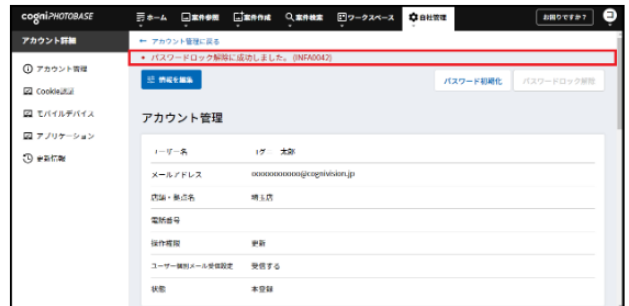 cogniPHOTOBASE
ホーム 案件参照 案件作成 案件検索 ワークスペース 自社管理 お困りですか?
アカウント詳細
← アカウント管理に戻る
• パスワードロック解除に成功しました。 (INFA0042)
アカウント管理
Cookie認証
モバイルデバイス
アプリケーション
更新情報
情報を編集
パスワード初期化 パスワードロック解除
アカウント管理
ユーザー名 太郎
メールアドレス oooooooooooo@cognivision.jp
店舗・拠点名 埼玉店
電話番号
操作権限 更新
ユーザー個別メール受信設定 受信する
状態 本登録